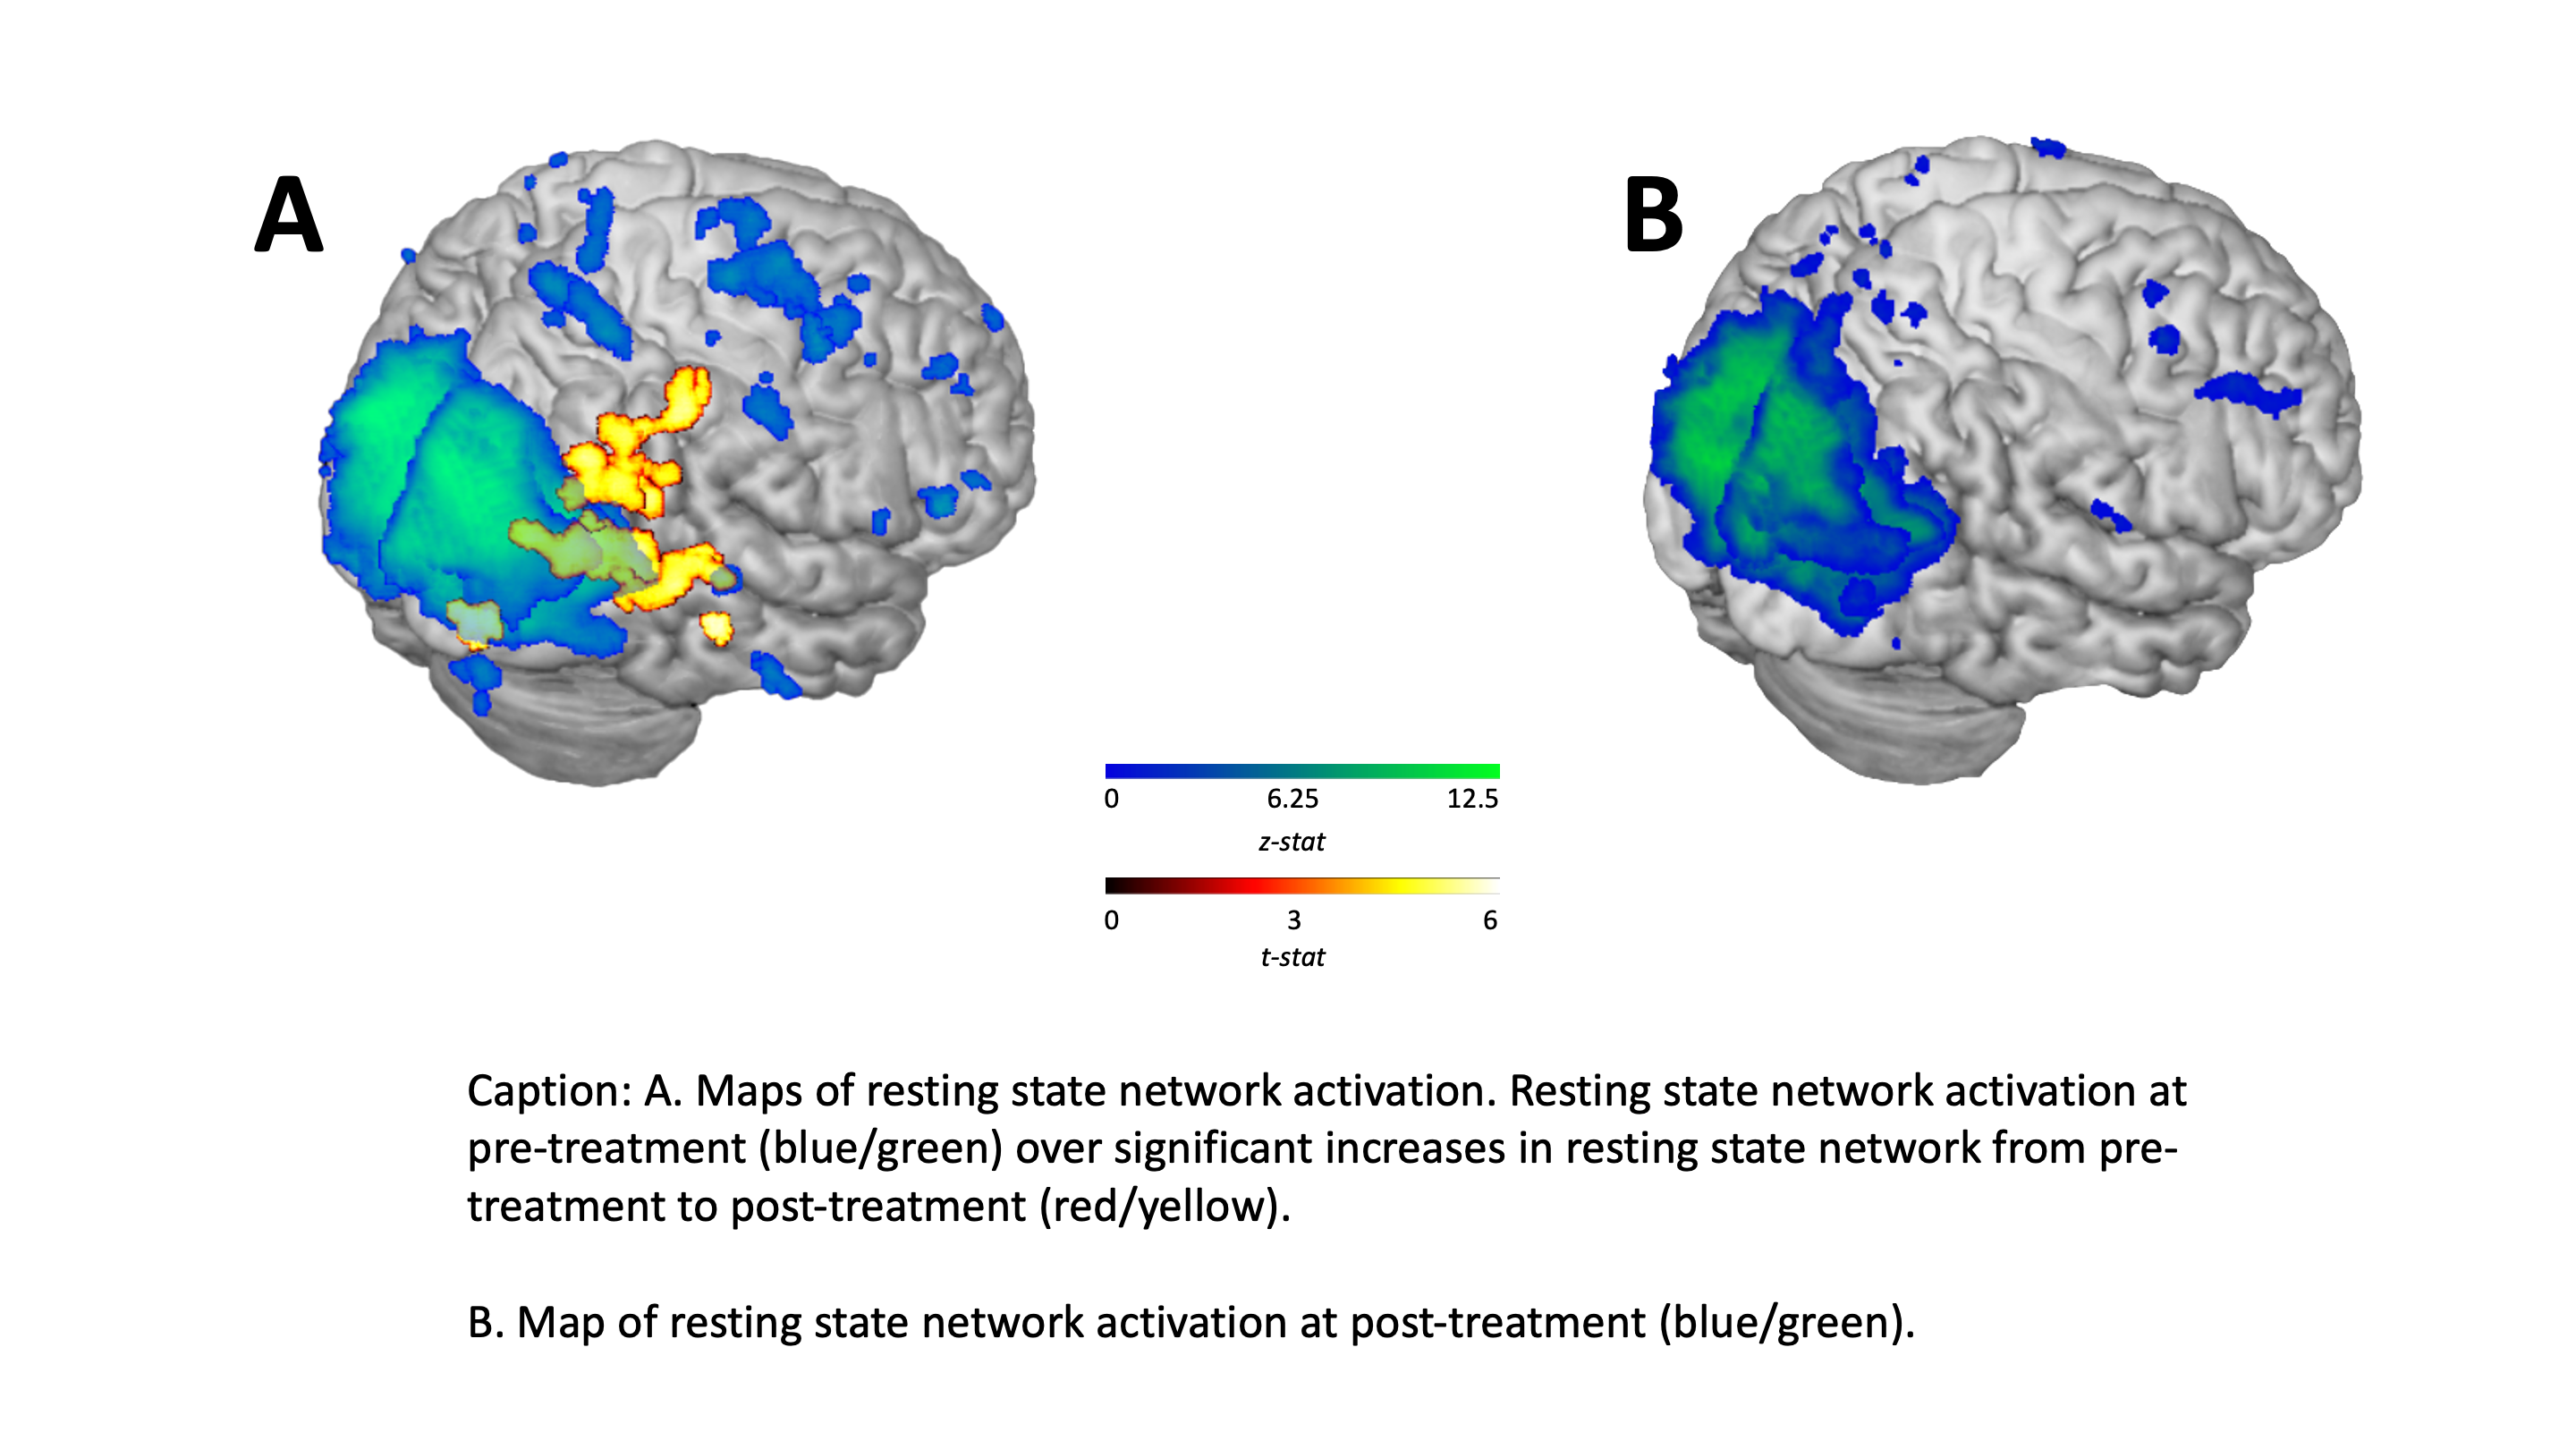 A
B
0 6.25 12.5
z-stat
0 3 6
t-stat
Caption: A. Maps of resting state network activation. Resting state network activation at
pre-treatment (blue/green) over significant increases in resting state network from pre-
treatment to post-treatment (red/yellow).
B. Map of resting state network activation at post-treatment (blue/green).